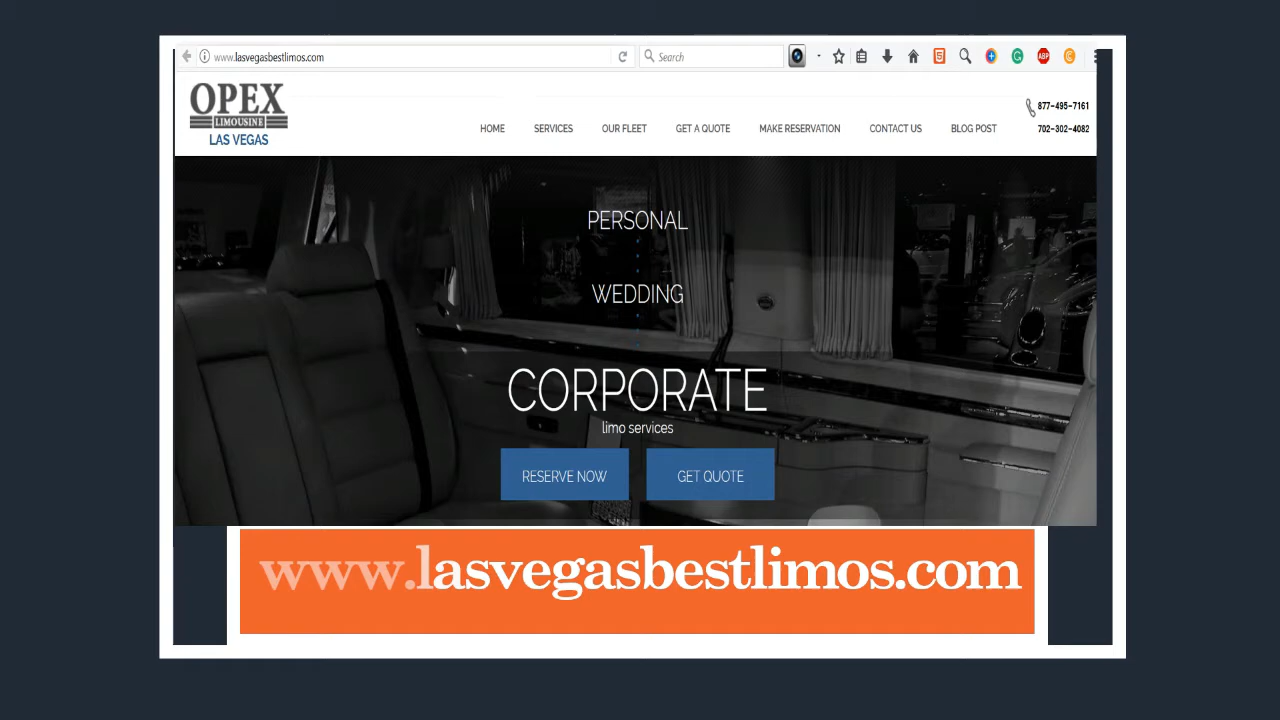 www.lasvegasbestlimos.com
Search
OPEX
LIMOUSINE
LAS VEGAS
877-495-7161
HOME SERVICES OUR FLEET GET A QUOTE MAKE RESERVATION CONTACT US BLOG POST 702-302-4082
PERSONAL
WEDDING
CORPORATE
limo services
RESERVE NOW GET QUOTE
www.lasvegasbestlimos.com